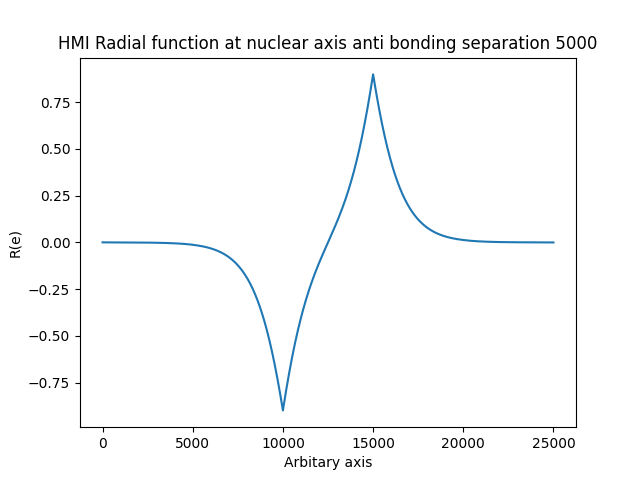 HMI Radial function at nuclear axis anti bonding separation 5000
0.75
0.50
0.25
0.00
−0.25
−0.50
−0.75
R(e)
0 5000 10000 15000 20000 25000
Arbitary axis